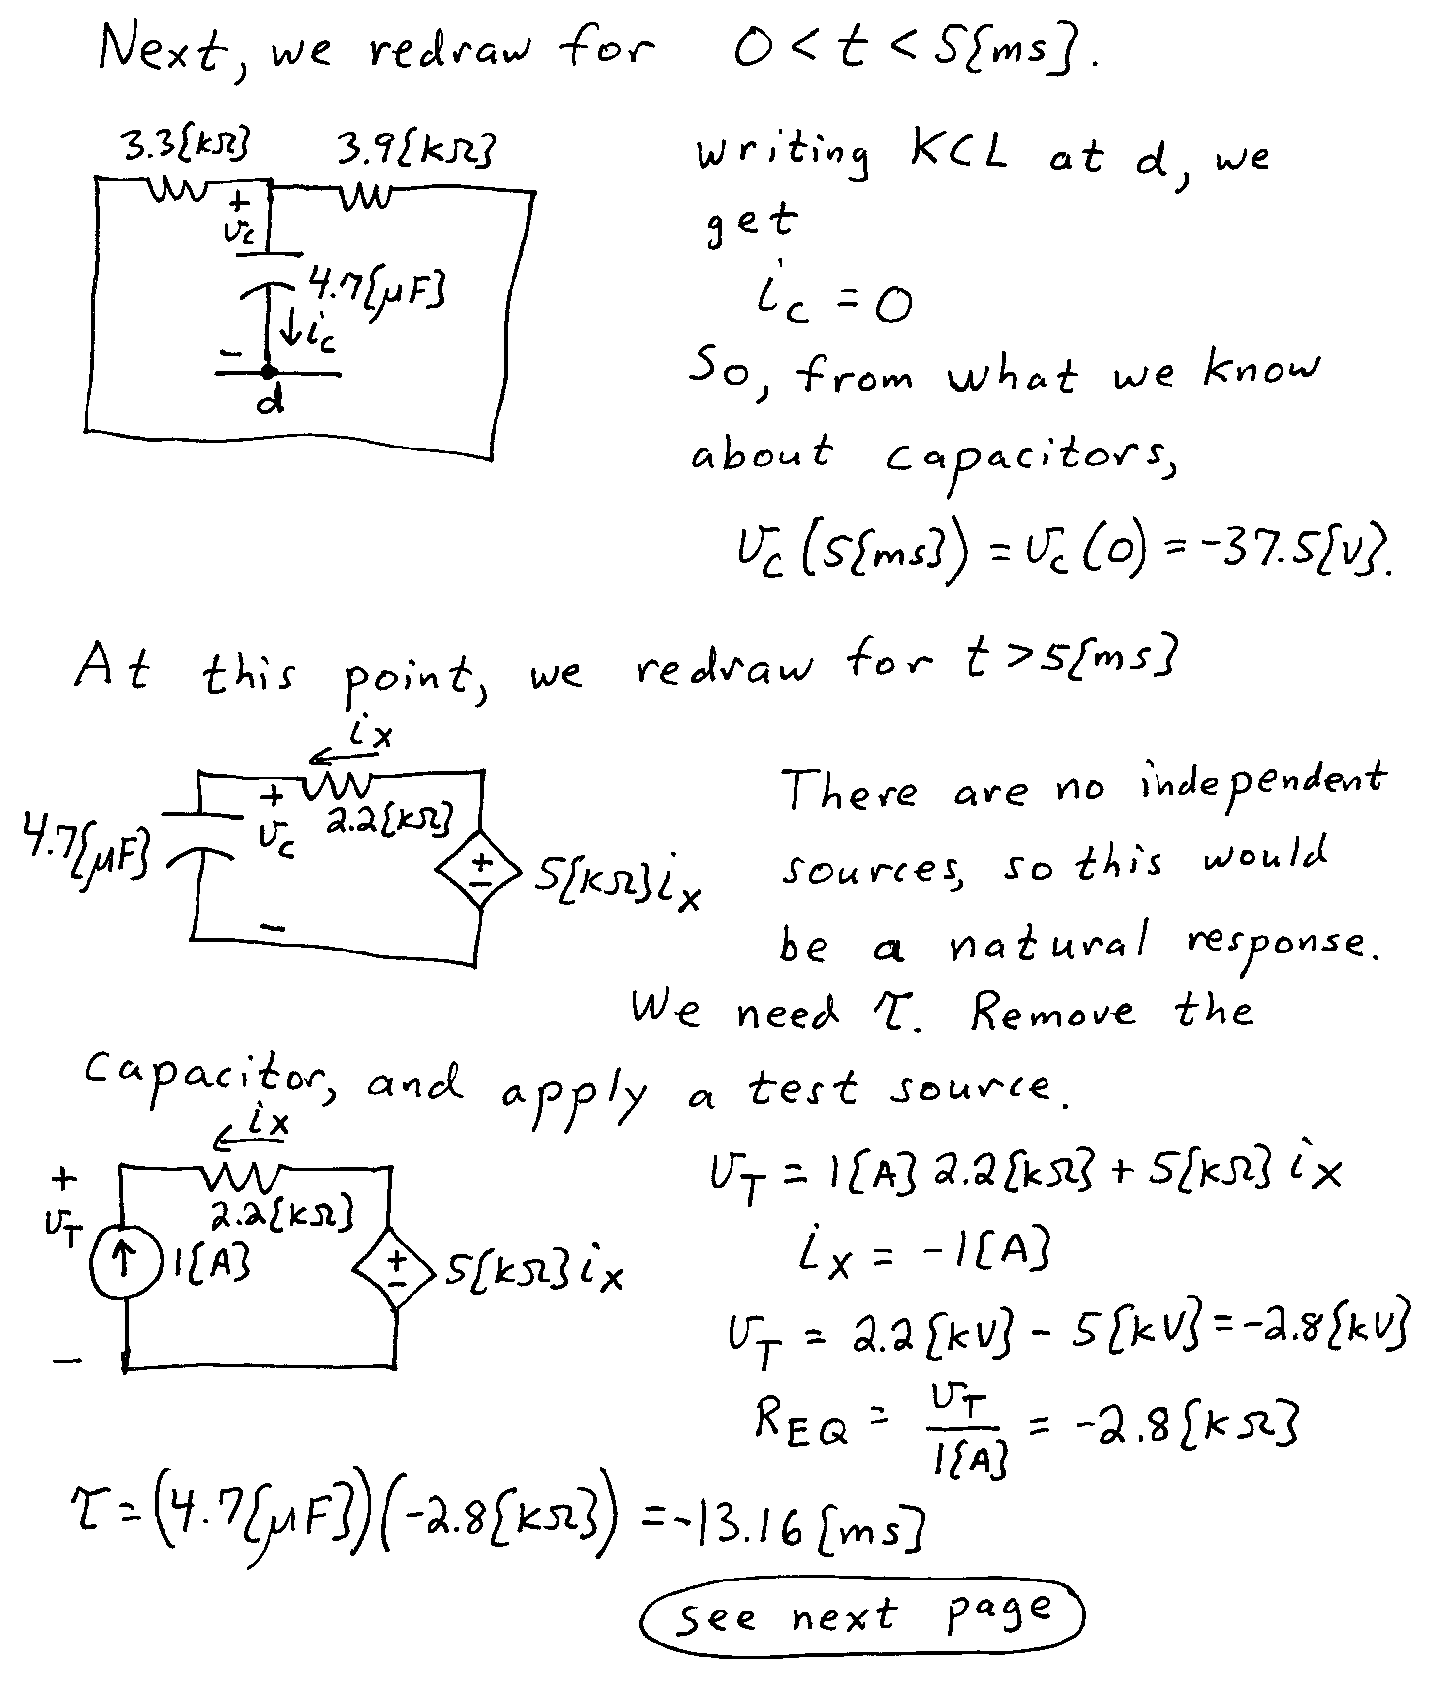 Next, we redraw for 0 < t < 5{ms}.
3.3{kΩ} 3.9{kΩ}
+
vc
4.7{μF}
ic
-
d
writing KCL at d, we
get
ic = 0
So, from what we know
about capacitors,
vc (5{ms}) = vc (0) = -37.5{V}.
At this point, we redraw for t > 5{ms}
ix
+
vc
2.2{kΩ}
4.7{μF}
+
-
5{kΩ}ix
-
There are no independent
sources, so this would
be a natural response.
We need τ. Remove the
capacitor, and apply a test source.
ix
+
vT
2.2{kΩ}
1{A}
+
-
5{kΩ}ix
-
vT = 1{A} 2.2{kΩ} + 5{kΩ} ix
ix = -1{A}
vT = 2.2{kV} - 5{kV} = -2.8{kV}
REQ = vT / 1{A} = -2.8{kΩ}
τ = (4.7{μF})(-2.8{kΩ}) = -13.16{ms}
see next page